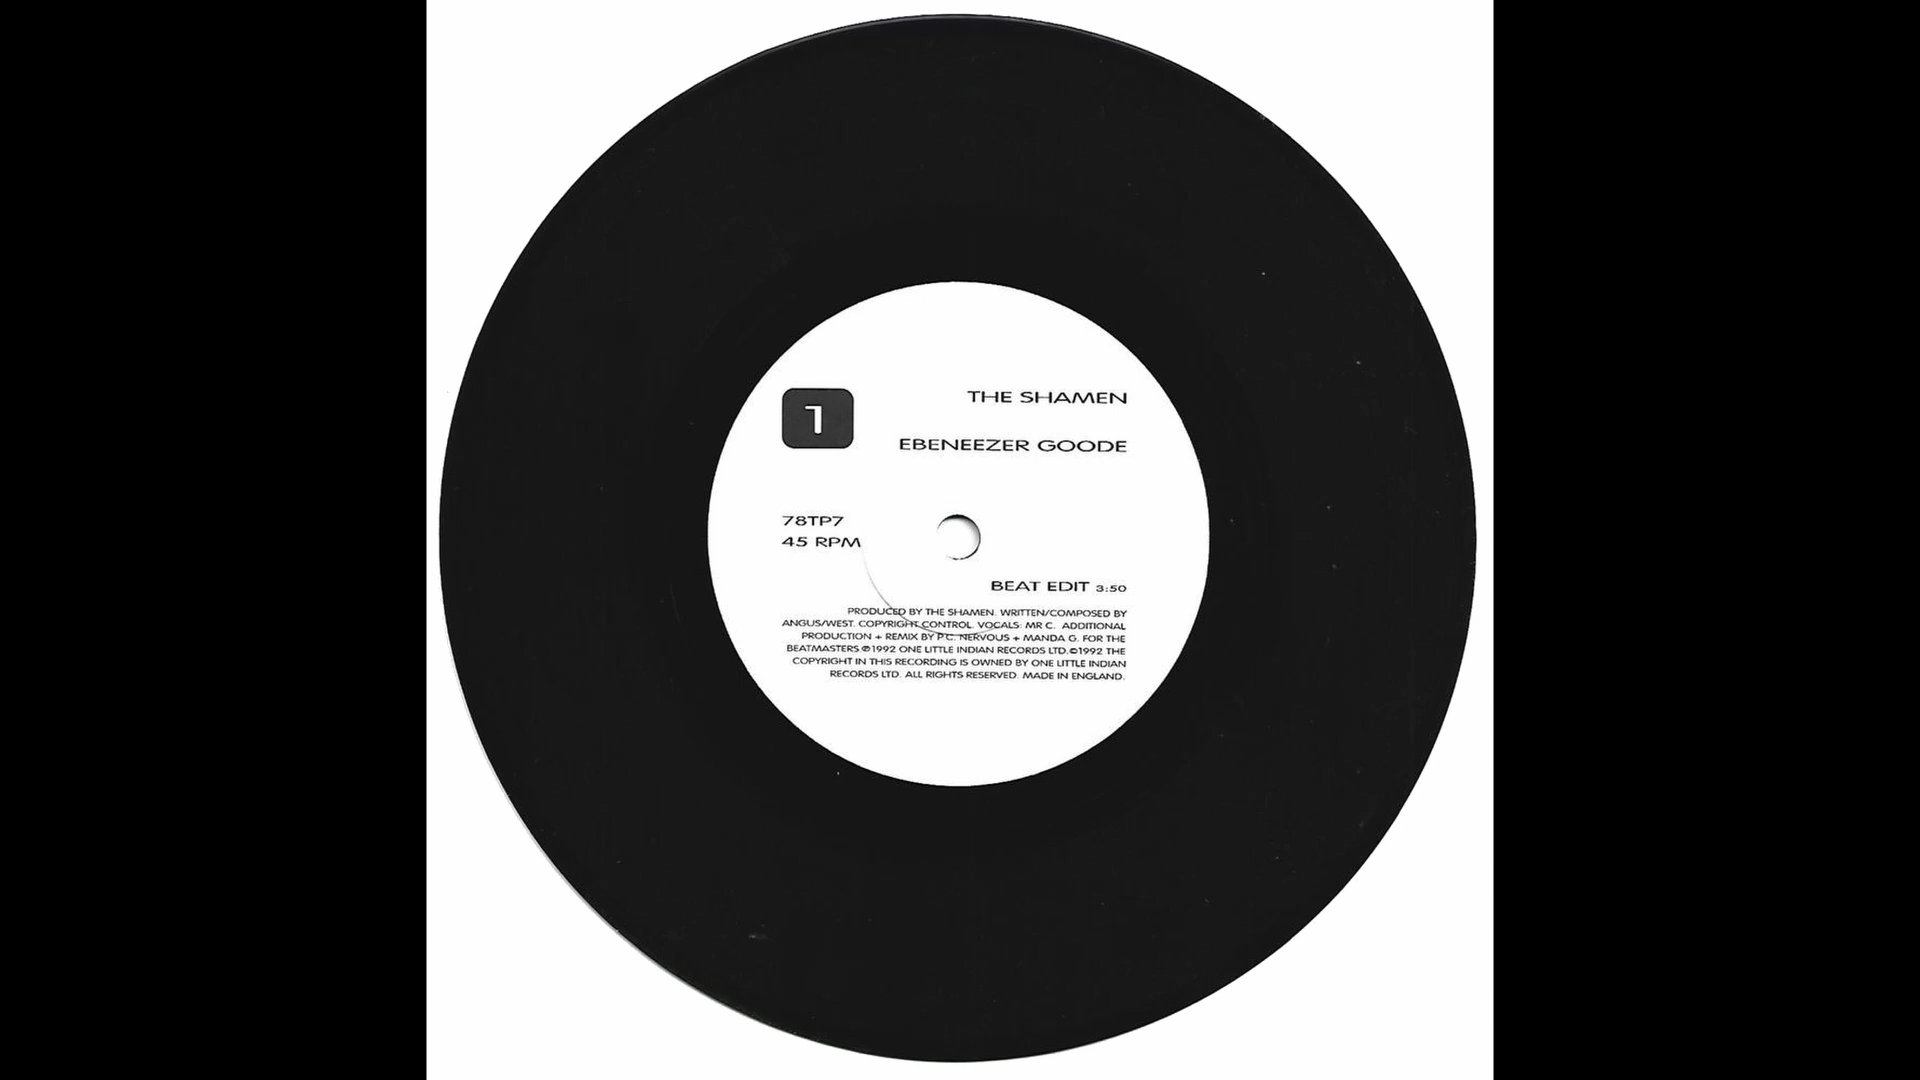 1
THE SHAMEN
EBENEEZER GOODE
78TP7
45 RPM
BEAT EDIT 3:50
PRODUCED BY THE SHAMEN. WRITTEN/COMPOSED BY
ANGUS/WEST. COPYRIGHT CONTROL. VOCALS: MR C. ADDITIONAL
PRODUCTION + REMIX BY P.C. NERVOUS + MANDA G. FOR THE
BEATMASTERS ℗1992 ONE LITTLE INDIAN RECORDS LTD.©1992 THE
COPYRIGHT IN THIS RECORDING IS OWNED BY ONE LITTLE INDIAN
RECORDS LTD. ALL RIGHTS RESERVED. MADE IN ENGLAND.